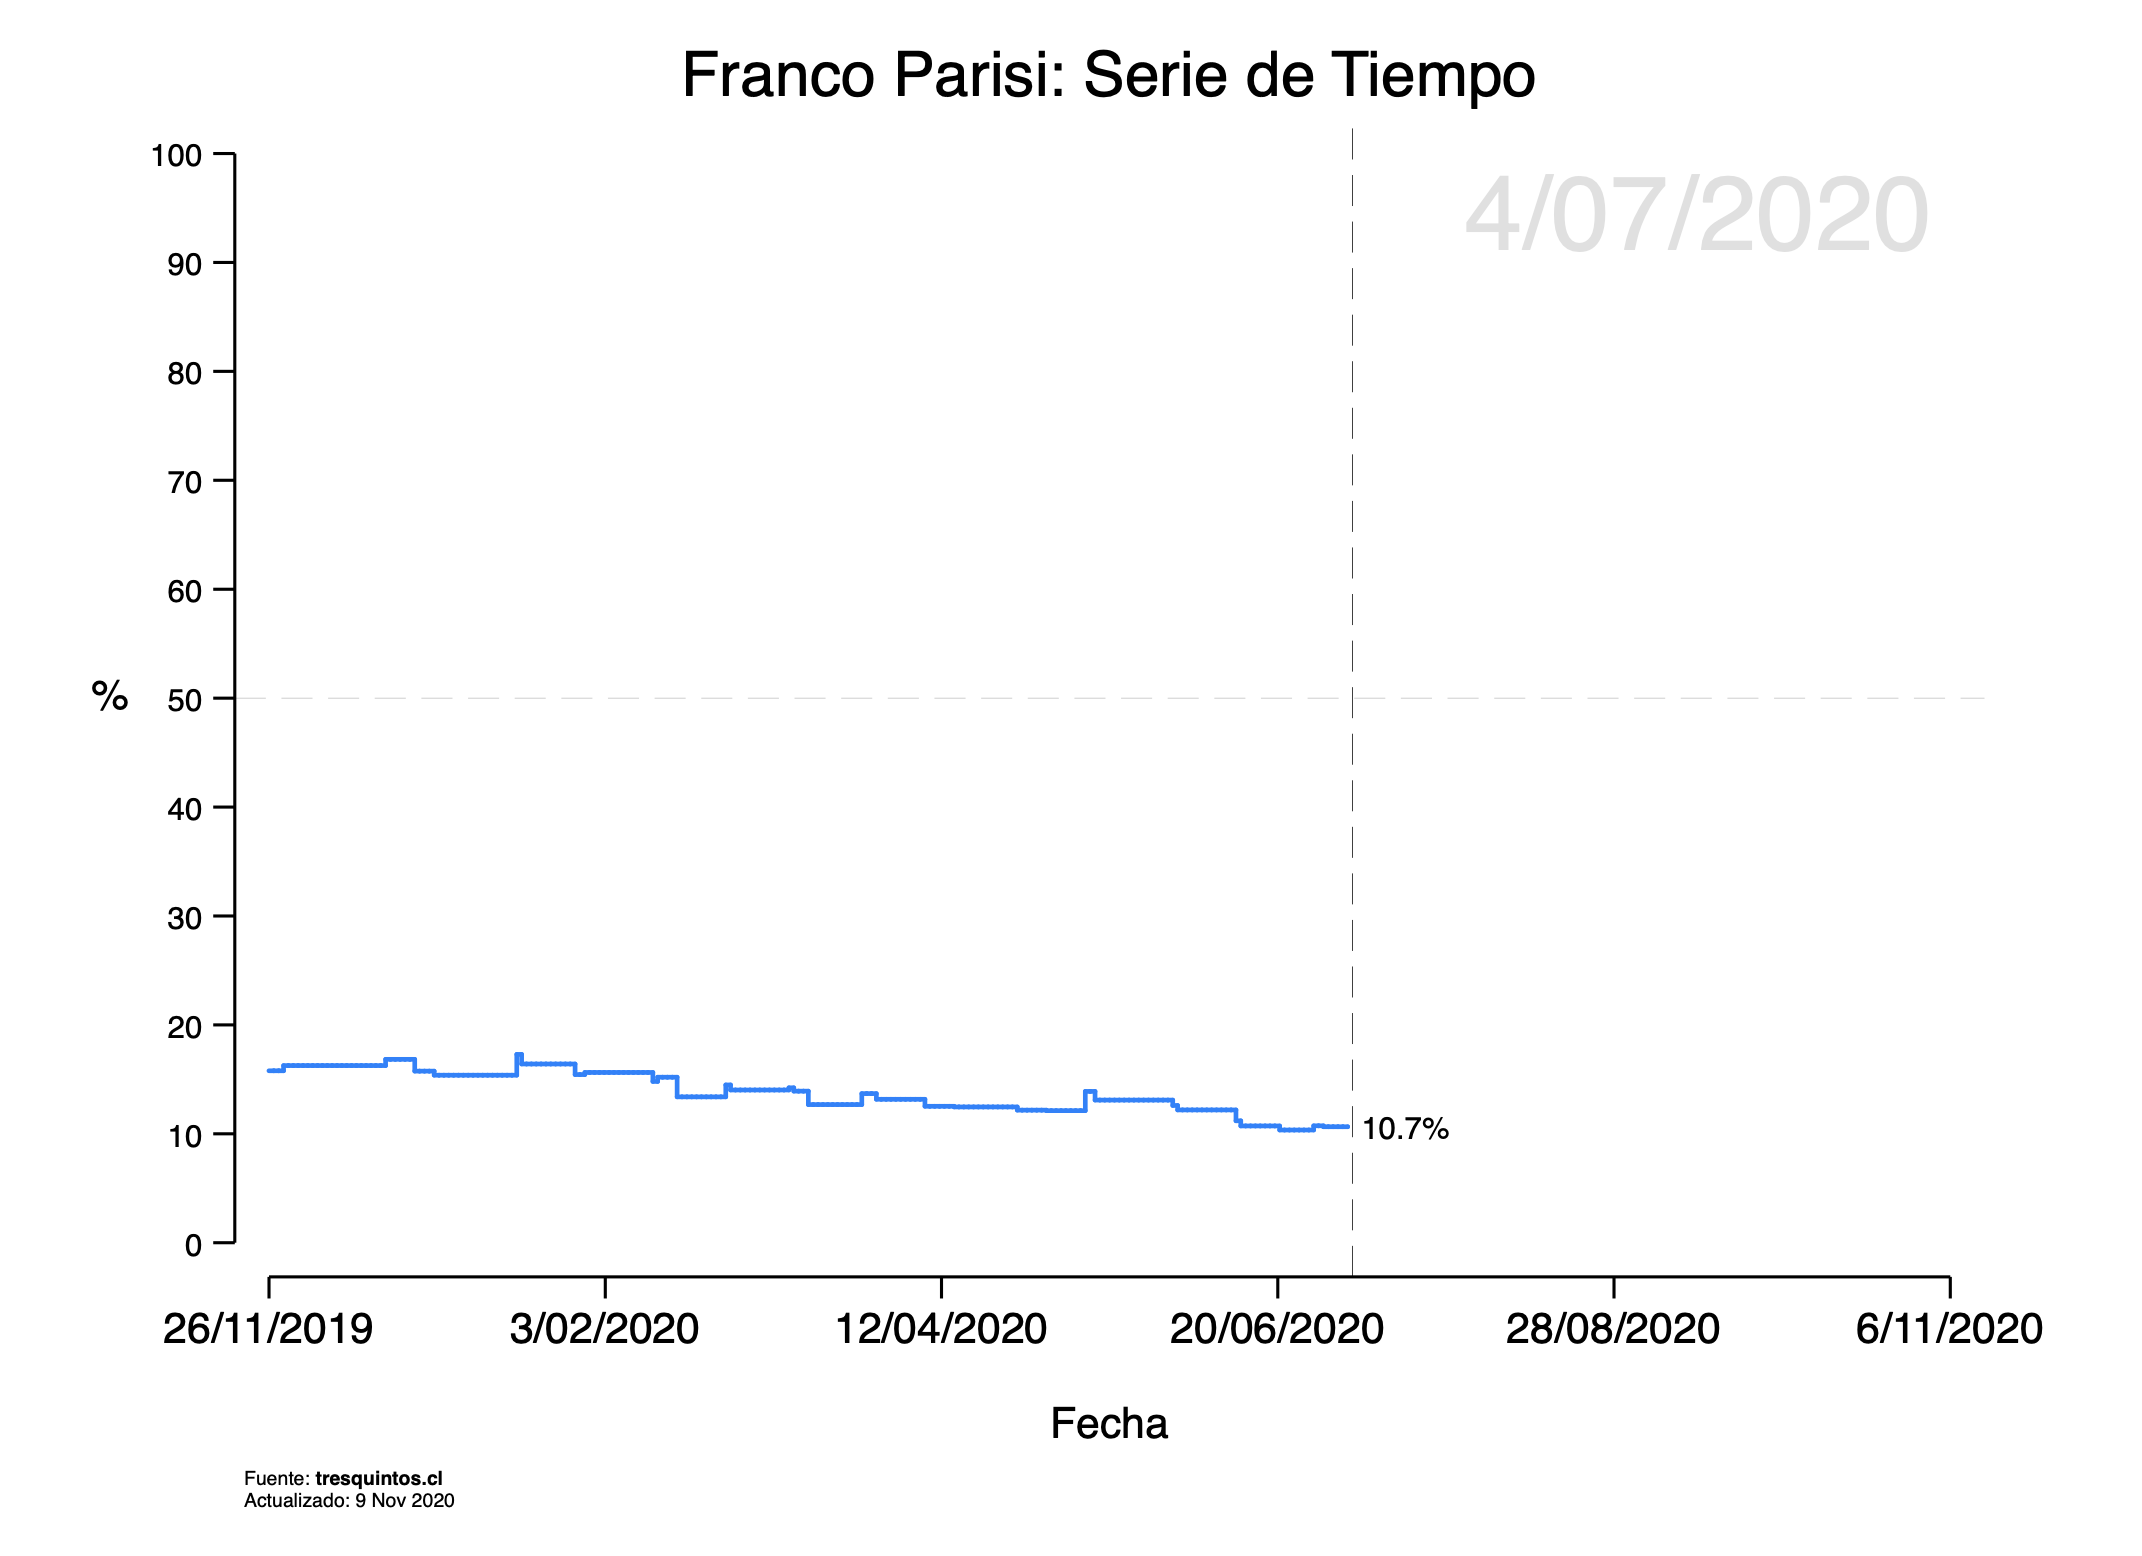 Franco Parisi: Serie de Tiempo
4/07/2020
100
90
80
70
60
50
40
30
20
10
0
%
10.7%
26/11/2019 3/02/2020 12/04/2020 20/06/2020 28/08/2020 6/11/2020
Fecha
Fuente: tresquintos.cl
Actualizado: 9 Nov 2020